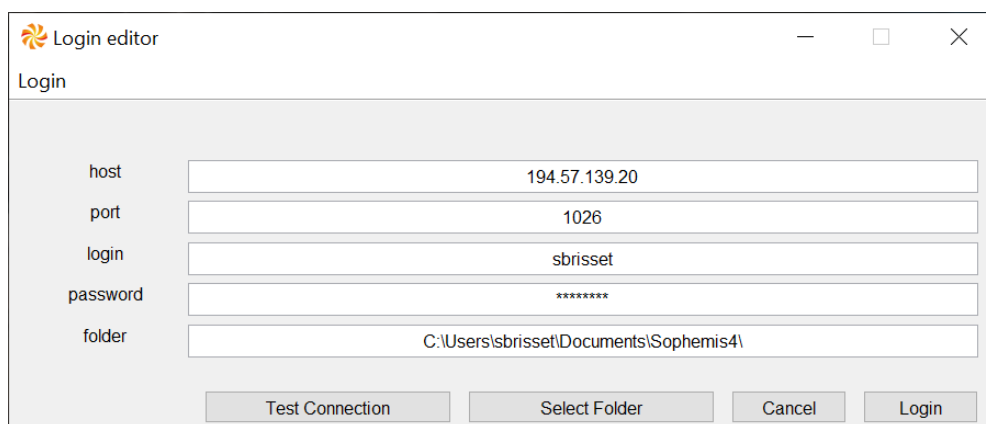 Login editor
Login
host 194.57.139.20
port 1026
login sbrisset
password ********
folder C:\Users\sbrisset\Documents\Sophemis4\
Test Connection Select Folder Cancel Login